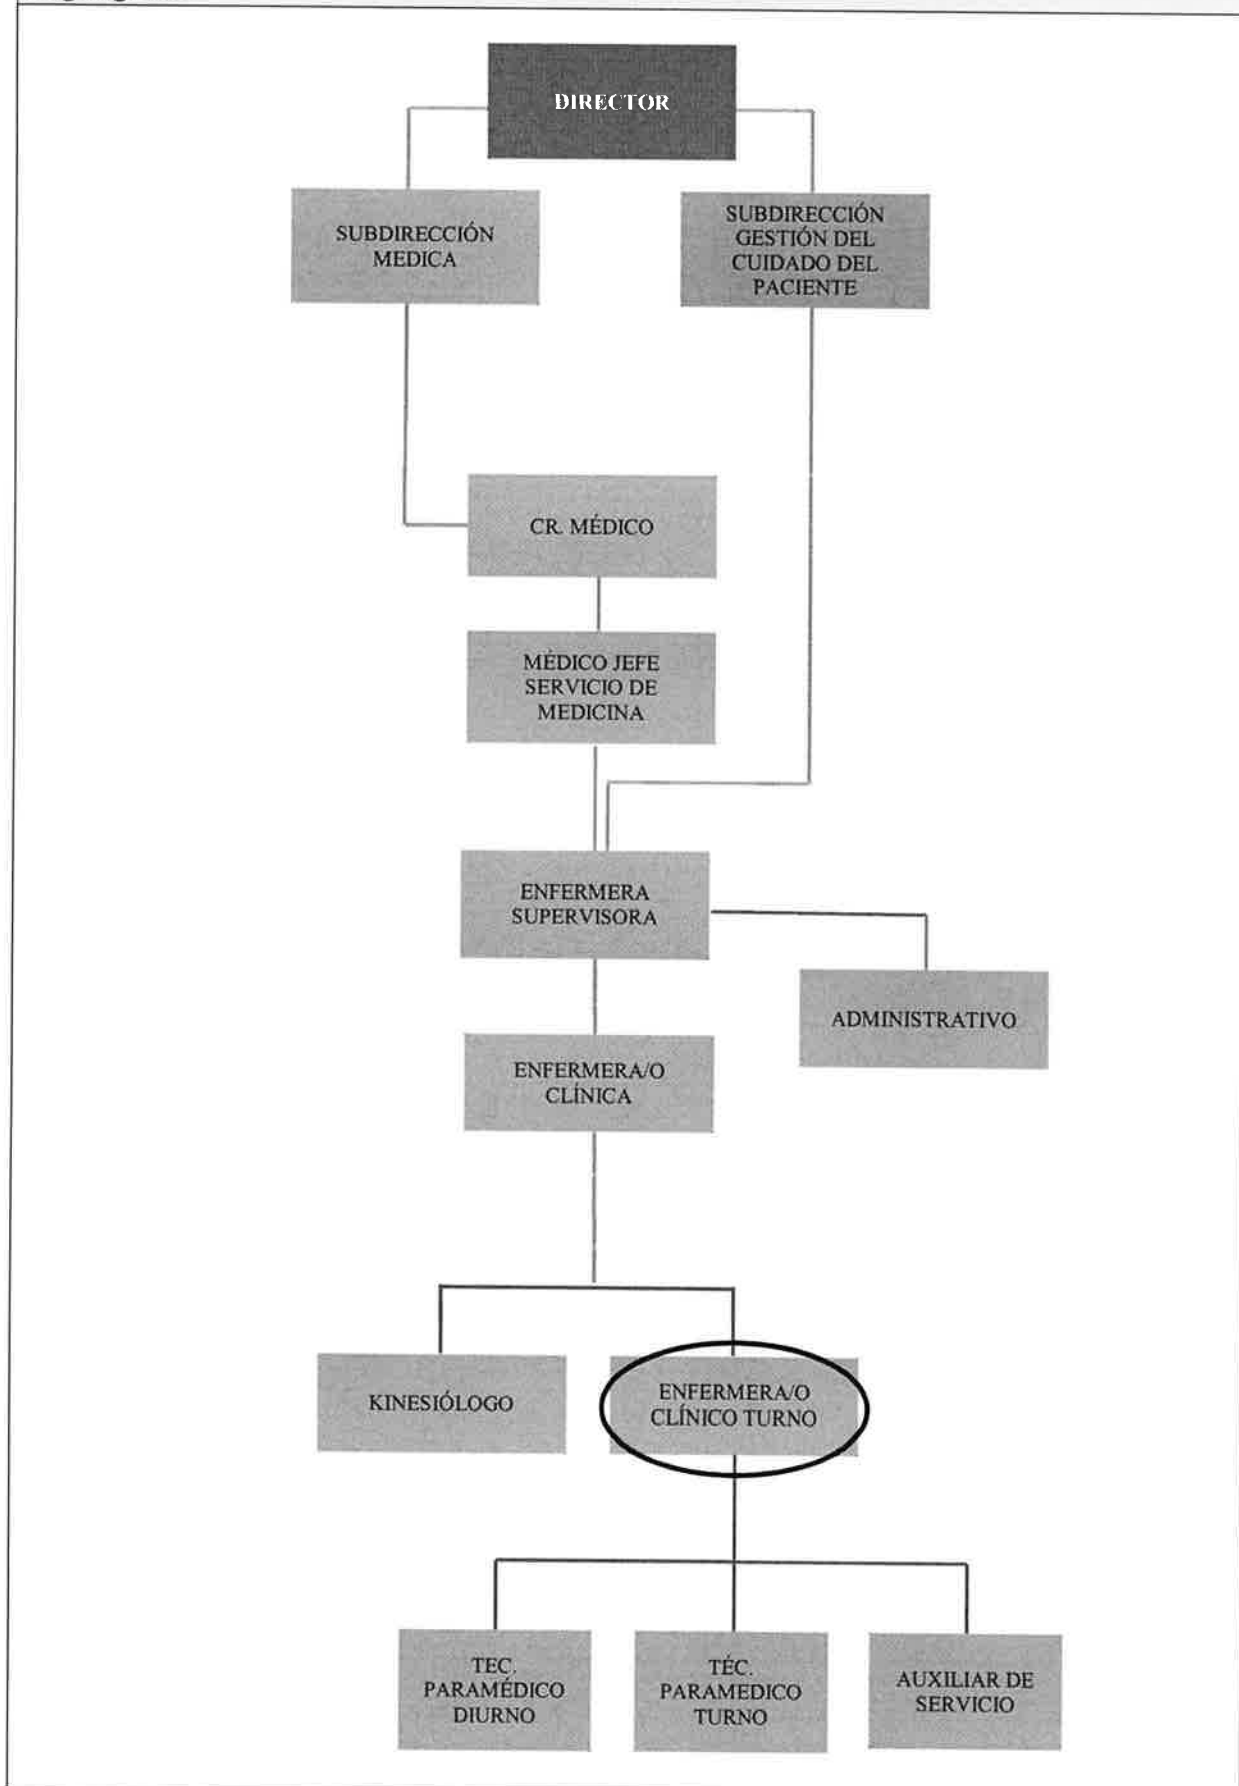 DIRECTOR
SUBDIRECCIÓN
MEDICA
SUBDIRECCIÓN
GESTIÓN DEL
CUIDADO DEL
PACIENTE
CR. MÉDICO
MÉDICO JEFE
SERVICIO DE
MEDICINA
ENFERMERA
SUPERVISORA
ADMINISTRATIVO
ENFERMERA/O
CLÍNICA
KINESIÓLOGO
ENFERMERA/O
CLÍNICO TURNO
TEC.
PARAMÉDICO
DIURNO
TÉC.
PARAMEDICO
TURNO
AUXILIAR DE
SERVICIO